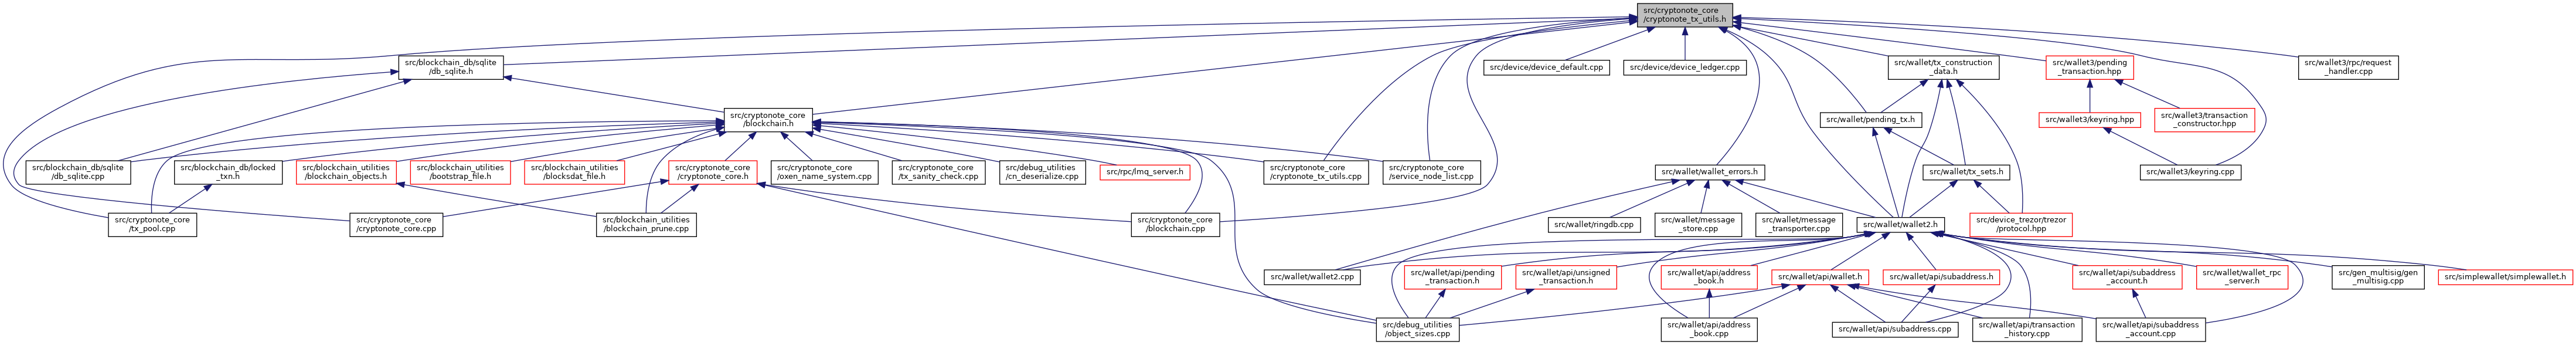 src/cryptonote_core
/cryptonote_tx_utils.h
src/blockchain_db/sqlite
/db_sqlite.h
src/device/device_default.cpp
src/device/device_ledger.cpp
src/wallet/tx_construction
_data.h
src/wallet3/pending
_transaction.hpp
src/wallet3/rpc/request
_handler.cpp
src/cryptonote_core
/blockchain.h
src/wallet/pending_tx.h
src/wallet3/keyring.hpp
src/wallet3/transaction
_constructor.hpp
src/blockchain_db/sqlite
/db_sqlite.cpp
src/blockchain_db/locked
_txn.h
src/blockchain_utilities
/blockchain_objects.h
src/blockchain_utilities
/bootstrap_file.h
src/blockchain_utilities
/blocksdat_file.h
src/cryptonote_core
/cryptonote_core.h
src/cryptonote_core
/oxen_name_system.cpp
src/cryptonote_core
/tx_sanity_check.cpp
src/debug_utilities
/cn_deserialize.cpp
src/rpc/lmq_server.h
src/cryptonote_core
/cryptonote_tx_utils.cpp
src/cryptonote_core
/service_node_list.cpp
src/wallet/wallet_errors.h
src/wallet/tx_sets.h
src/wallet3/keyring.cpp
src/cryptonote_core
/tx_pool.cpp
src/cryptonote_core
/cryptonote_core.cpp
src/blockchain_utilities
/blockchain_prune.cpp
src/cryptonote_core
/blockchain.cpp
src/wallet/ringdb.cpp
src/wallet/message
_store.cpp
src/wallet/message
_transporter.cpp
src/wallet/wallet2.h
src/device_trezor/trezor
/protocol.hpp
src/wallet/wallet2.cpp
src/wallet/api/pending
_transaction.h
src/wallet/api/unsigned
_transaction.h
src/wallet/api/address
_book.h
src/wallet/api/wallet.h
src/wallet/api/subaddress.h
src/wallet/api/subaddress
_account.h
src/wallet/wallet_rpc
_server.h
src/gen_multisig/gen
_multisig.cpp
src/simplewallet/simplewallet.h
src/debug_utilities
/object_sizes.cpp
src/wallet/api/address
_book.cpp
src/wallet/api/subaddress.cpp
src/wallet/api/transaction
_history.cpp
src/wallet/api/subaddress
_account.cpp